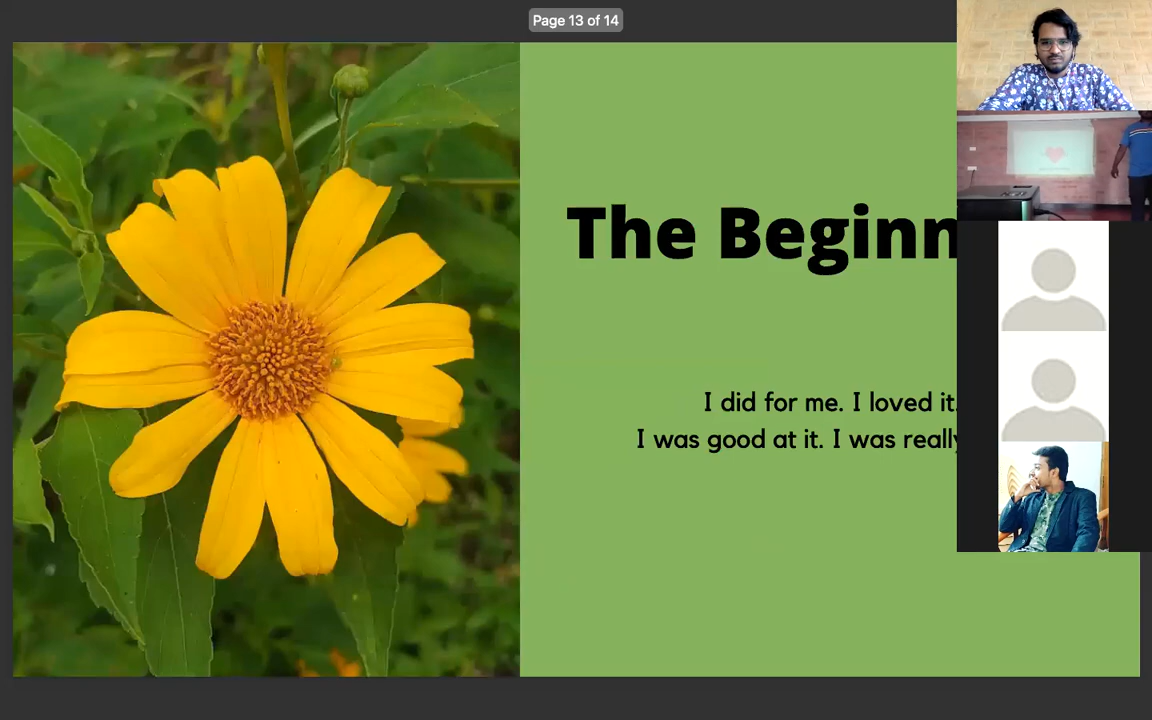 Page 13 of 14
The Beginn
I did for me. I loved it.
I was good at it. I was really